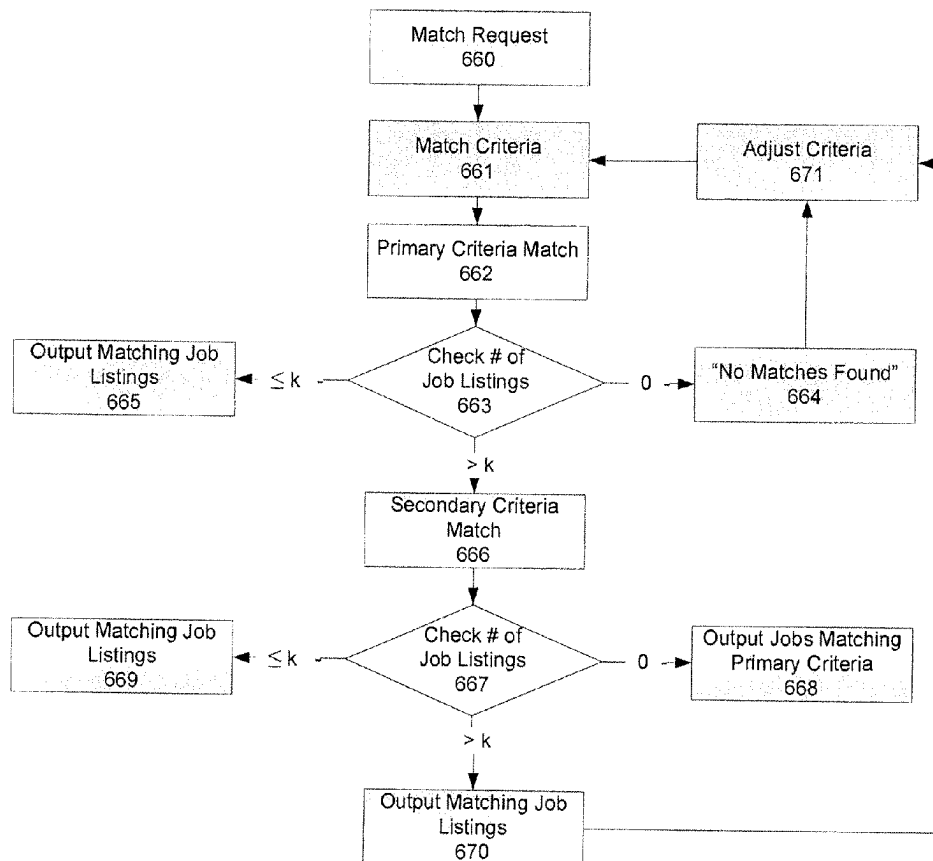 Match Request
660
Match Criteria
661
Adjust Criteria
671
Primary Criteria Match
662
Output Matching Job
Listings
665
≤ k
Check # of
Job Listings
663
0
"No Matches Found"
664
> k
Secondary Criteria
Match
666
Output Matching Job
Listings
669
≤ k
Check # of
Job Listings
667
0
Output Jobs Matching
Primary Criteria
668
> k
Output Matching Job
Listings
670